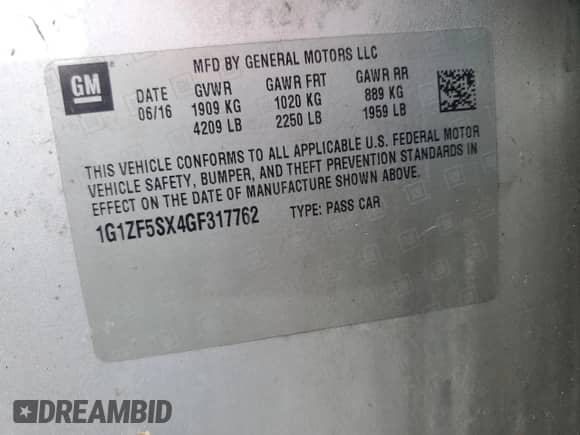 GM
MFD BY GENERAL MOTORS LLC
DATE GVWR GAWR FRT GAWR RR
06/16 1909 KG 1020 KG 889 KG
4209 LB 2250 LB 1959 LB
THIS VEHICLE CONFORMS TO ALL APPLICABLE U.S. FEDERAL MOTOR
VEHICLE SAFETY, BUMPER, AND THEFT PREVENTION STANDARDS IN
EFFECT ON THE DATE OF MANUFACTURE SHOWN ABOVE.
1G1ZF5SX4GF317762 TYPE: PASS CAR
DREAMBID